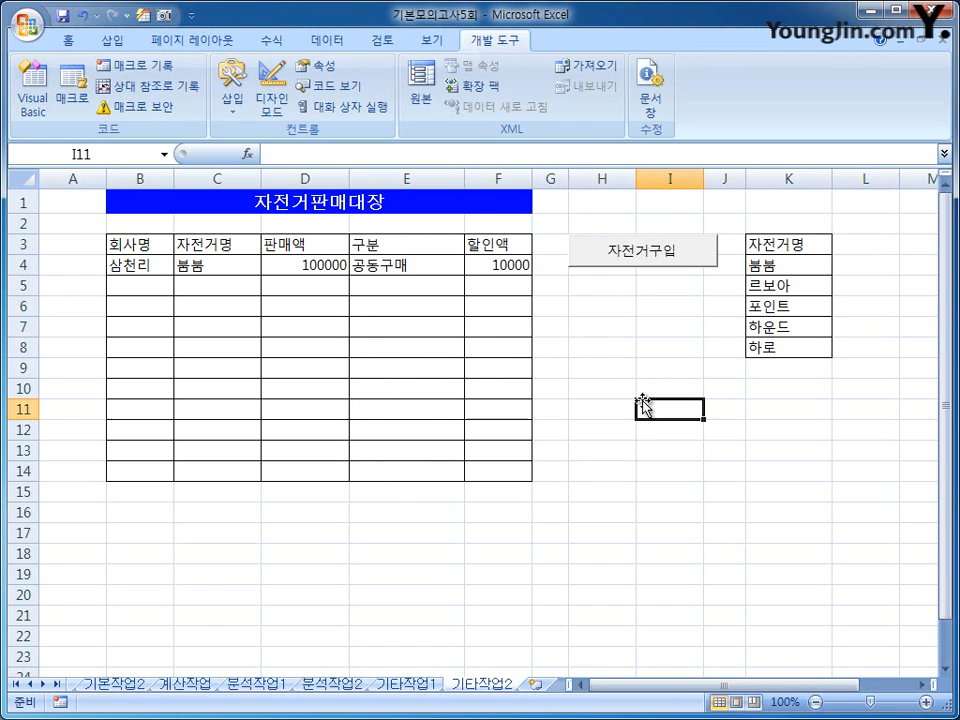 기본모의고사5회 - Microsoft Excel
YoungJin.com Y.
홈 삽입 페이지 레이아웃 수식 데이터 검토 보기 개발 도구
Visual Basic
매크로
매크로 기록
상대 참조로 기록
매크로 보안
코드
삽입
디자인 모드
속성
코드 보기
대화 상자 실행
컨트롤
원본
맵 속성
확장 팩
데이터 새로 고침
가져오기
내보내기
XML
문서 창
수정
I11
fx
A B C D E F G H I J K L M
1 자전거판매대장
2
3 회사명 자전거명 판매액 구분 할인액 자전거구입 자전거명
4 삼천리 붐붐 100000 공동구매 10000 붐붐
5 르보아
6 포인트
7 하운드
8 하로
9
10
11
12
13
14
15
16
17
18
19
20
21
22
23
24
기본작업2 계산작업 분석작업1 분석작업2 기타작업1 기타작업2
준비 100%